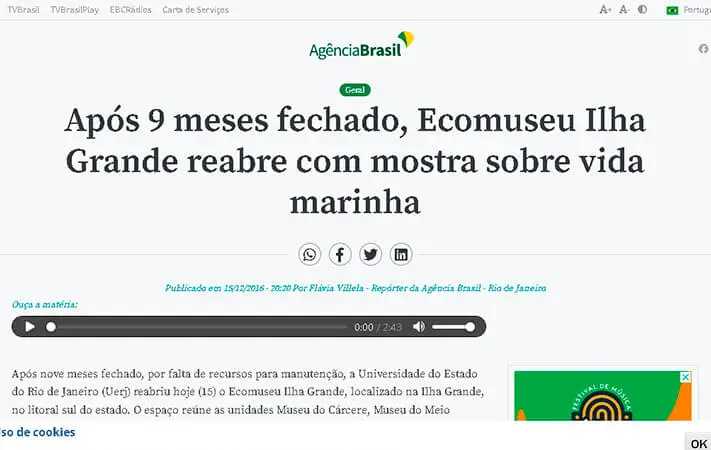 TVBrasil TVBrasilPlay EBCRádios Carta de Serviços A+ A- Portugu
AgênciaBrasil
Geral
Após 9 meses fechado, Ecomuseu Ilha
Grande reabre com mostra sobre vida
marinha
Publicado em 15/12/2016 - 20:20 Por Flávia Villela - Repórter da Agência Brasil - Rio de Janeiro
Ouça a matéria:
0:00 / 2:43
Após nove meses fechado, por falta de recursos para manutenção, a Universidade do Estado
do Rio de Janeiro (Uerj) reabriu hoje (15) o Ecomuseu Ilha Grande, localizado na Ilha Grande,
no litoral sul do estado. O espaço reúne as unidades Museu do Cárcere, Museu do Meio
FESTIVAL DE MÚSICA
so de cookies
OK